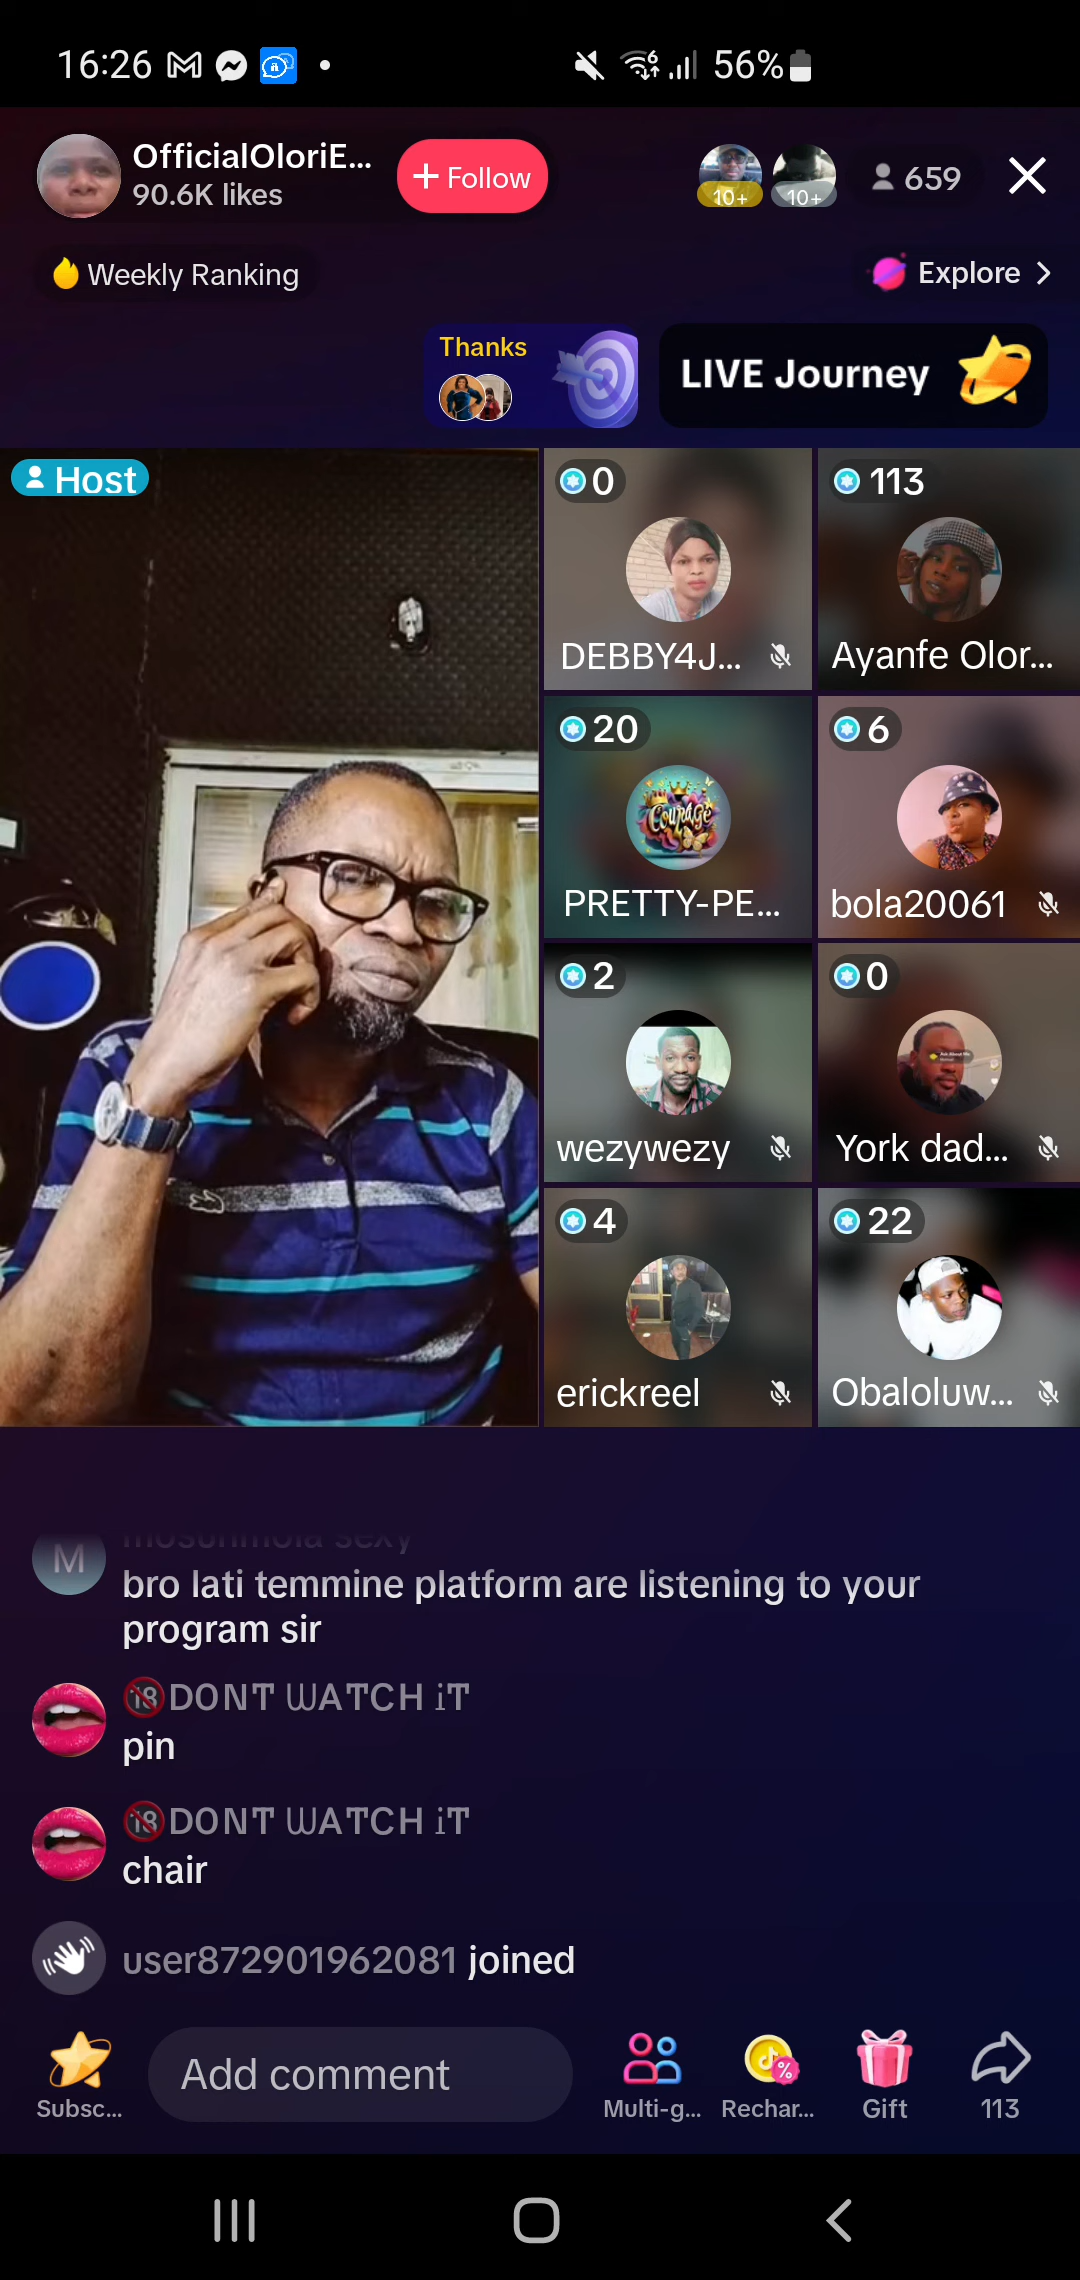 16:26
56%
OfficialOloriE...
90.6K likes
+ Follow
10+
10+
659
Weekly Ranking
Explore
Thanks
LIVE Journey
Host
0
DEBBY4J...
113
Ayanfe Olor...
20
Courage
PRETTY-PE...
6
bola20061
2
wezywezy
0
York dad...
4
erickreel
22
Obaloluw...
M
mosunmola sexy
bro lati temmine platform are listening to your
program sir
🔞DONT WATCH iT
pin
🔞DONT WATCH iT
chair
user872901962081 joined
Subsc...
Add comment
Multi-g...
Rechar...
Gift
113